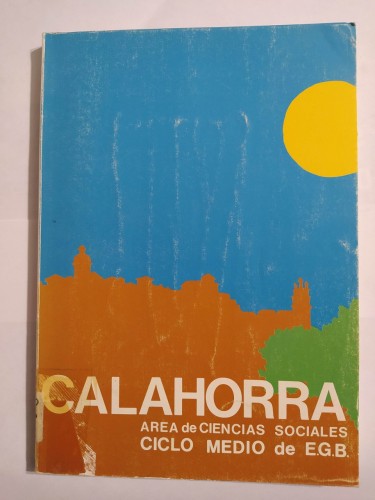 CALAHORRA
AREA de CIENCIAS SOCIALES
CICLO MEDIO de E.G.B.